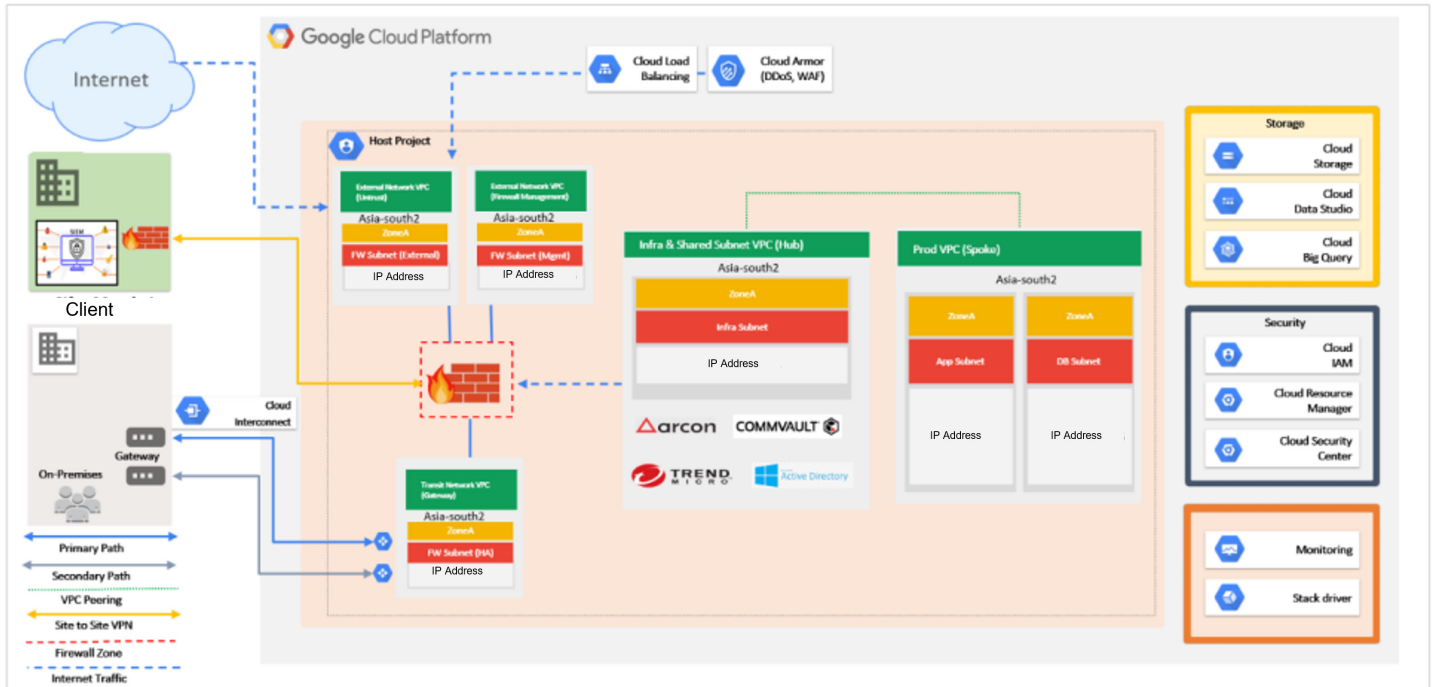 Google Cloud Platform
Internet
Cloud Load
Balancing
Cloud Armor
(DDoS, WAF)
Host Project
External Network VPC
(Untrust)
Asia-south2
ZoneA
FW Subnet (External)
IP Address
External Network VPC
(Firewall Management)
Asia-south2
ZoneA
FW Subnet (Mgmt)
IP Address
SIEM
Client
Infra & Shared Subnet VPC (Hub)
Asia-south2
ZoneA
Infra Subnet
IP Address
arcon
COMMVAULT
TREND
MICRO
Active Directory
Prod VPC (Spoke)
Asia-south2
ZoneA
App Subnet
IP Address
ZoneA
DB Subnet
IP Address
Cloud
Interconnect
Gateway
On-Premises
Transit Network VPC
(Gateway)
Asia-south2
ZoneA
FW Subnet (HA)
IP Address
Primary Path
Secondary Path
VPC Peering
Site to Site VPN
Firewall Zone
Internet Traffic
Storage
Cloud
Storage
Cloud
Data Studio
Cloud
Big Query
Security
Cloud
IAM
Cloud Resource
Manager
Cloud Security
Center
Monitoring
Stack driver